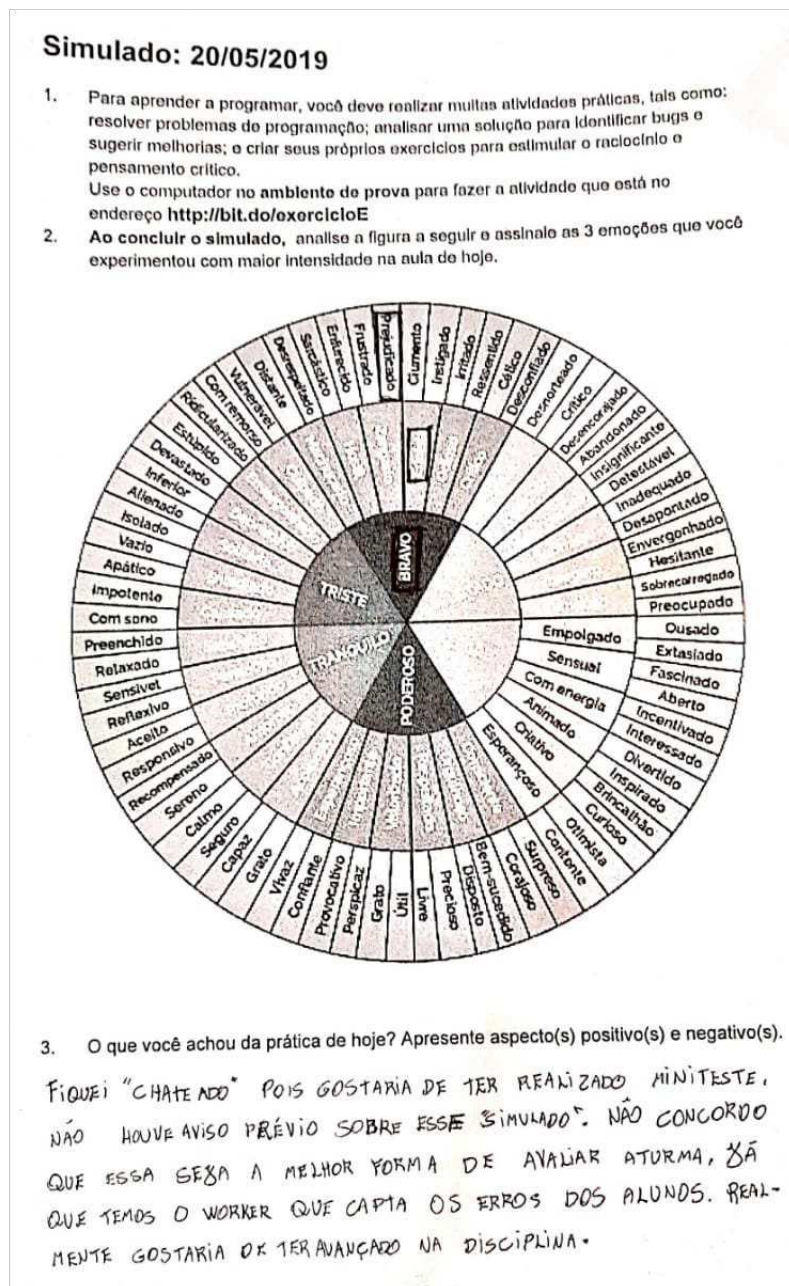 Simulado: 20/05/2019
1. Para aprender a programar, você deve realizar muitas atividades práticas, tais como:
resolver problemas de programação; analisar uma solução para identificar bugs e
sugerir melhorias; e criar seus próprios exercícios para estimular o raciocínio e
pensamento crítico.
Use o computador no ambiente de prova para fazer a atividade que está no
endereço http://bit.do/exercicioE
2. Ao concluir o simulado, analise a figura a seguir e assinale as 3 emoções que você
experimentou com maior intensidade na aula de hoje.
Prejudicado
Ciumento
Instigado
Irritado
Ressentido
Cético
Desconfiado
Desnorteado
Crítico
Desencorajado
Abandonado
Insignificante
Detestável
Inadequado
Desapontado
Envergonhado
Hesitante
Sobrecarregado
Preocupado
Ousado
Extasiado
Fascinado
Aberto
Incentivado
Interessado
Divertido
Inspirado
Brincalhão
Curioso
Otimista
Contente
Surpreso
Corajoso
Bem-sucedido
Disposto
Precioso
Livre
Útil
Grato
Perspicaz
Provocativo
Confiante
Vivaz
Grato
Capaz
Seguro
Calmo
Sereno
Recompensado
Responsivo
Aceito
Reflexivo
Sensível
Relaxado
Preenchido
Com sono
Impotente
Apático
Vazio
Isolado
Alienado
Inferior
Devastado
Estúpido
Ridicularizado
Com remorso
Vulnerável
Distante
Desrespeitado
Sarcástico
Enfurecido
Frustrado
Empolgado
Sensual
Com energia
Animado
Criativo
Esperançoso
BRAVO
TRISTE
TRANQUILO
PODEROSO
3. O que você achou da prática de hoje? Apresente aspecto(s) positivo(s) e negativo(s).
FIQUEI "CHATEADO" POIS GOSTARIA DE TER REALIZADO MINITESTE,
NÃO HOUVE AVISO PRÉVIO SOBRE ESSE "SIMULADO". NÃO CONCORDO
QUE ESSA SEJA A MELHOR FORMA DE AVALIAR A TURMA, JÁ
QUE TEMOS O WORKER QUE CAPTA OS ERROS DOS ALUNOS. REAL-
MENTE GOSTARIA DE TER AVANÇADO NA DISCIPLINA.